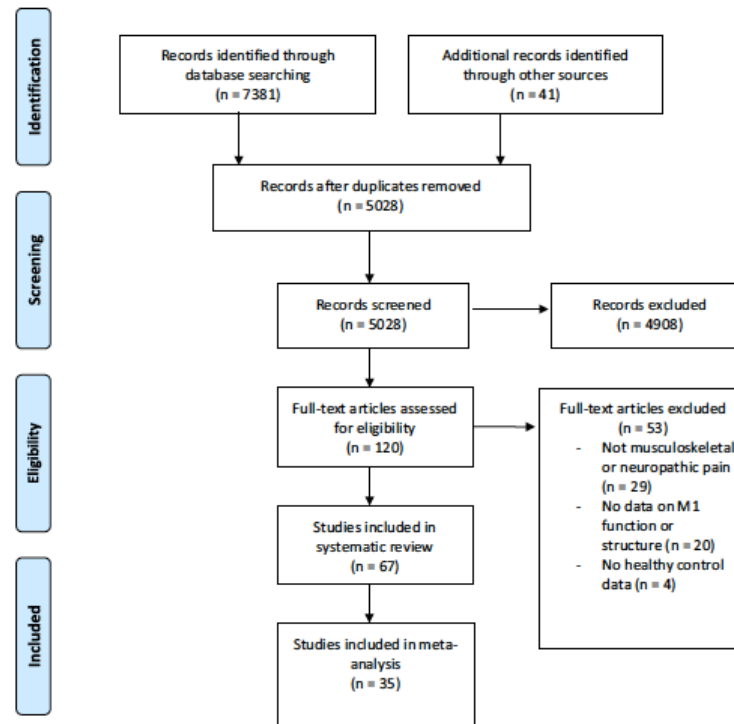 Identification
Records identified through
database searching
(n = 7381)
Additional records identified
through other sources
(n = 41)
Records after duplicates removed
(n = 5028)
Screening
Records screened
(n = 5028)
Records excluded
(n = 4908)
Eligibility
Full-text articles assessed
for eligibility
(n = 120)
Full-text articles excluded
(n = 53)
- Not musculoskeletal
or neuropathic pain
(n = 29)
- No data on M1
function or
structure (n = 20)
- No healthy control
data (n = 4)
Studies included in
systematic review
(n = 67)
Included
Studies included in meta-
analysis
(n = 35)